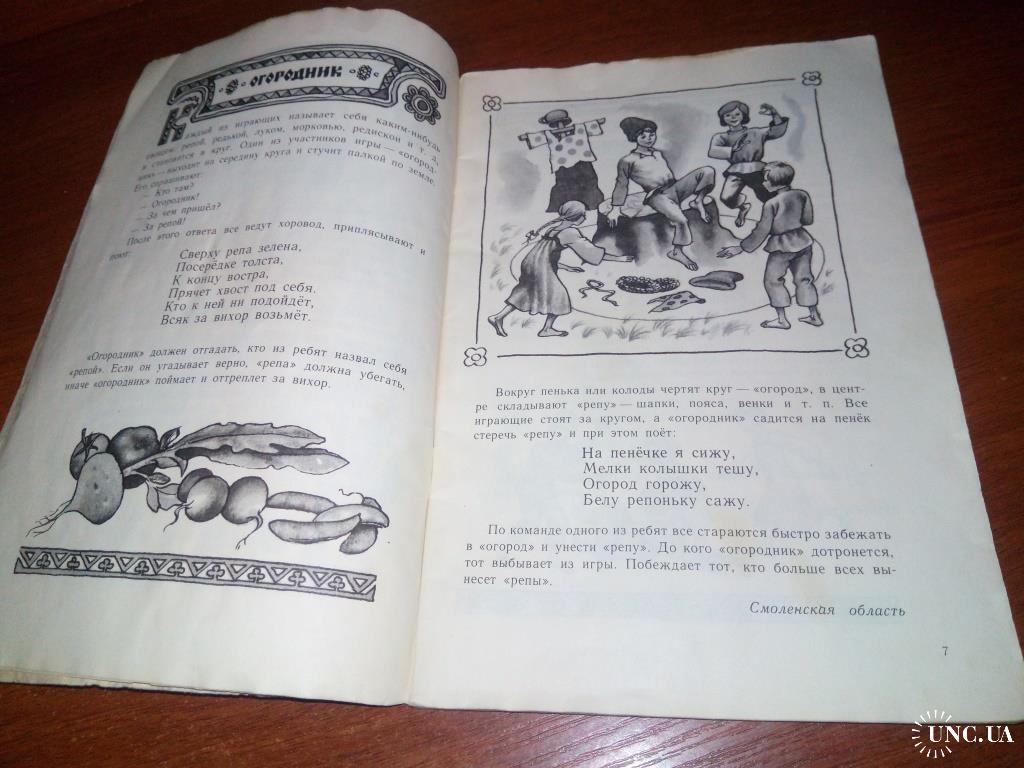 ОГОРОДНИК
Каждый из играющих называет себя каким-нибудь
овощем: репой, редькой, луком, морковью, редиской и т. д.
и становится в круг. Один из участников игры — «огород-
ник» — выходит на середину круга и стучит палкой по земле.
Его спрашивают:
— Кто там?
— Огородник!
— За чем пришёл?
— За репой!
После этого ответа все ведут хоровод, приплясывают и
поют:
Сверху репа зелена,
Посерёдке толста,
К концу востра,
Прячет хвост под себя.
Кто к ней ни подойдёт,
Всяк за вихор возьмёт.
«Огородник» должен отгадать, кто из ребят назвал себя
«репой». Если он угадывает верно, «репа» должна убегать,
иначе «огородник» поймает и оттреплет за вихор.
Вокруг пенька или колоды чертят круг — «огород», в цент-
ре складывают «репу» — шапки, пояса, венки и т. п. Все
играющие стоят за кругом, а «огородник» садится на пенёк
стеречь «репу» и при этом поёт:
На пенёчке я сижу,
Мелки колышки тешу,
Огород горожу,
Белу репоньку сажу.
По команде одного из ребят все стараются быстро забежать
в «огород» и унести «репу». До кого «огородник» дотронется,
тот выбывает из игры. Побеждает тот, кто больше всех вы-
несет «репы».
Смоленская область
7
UNC.UA